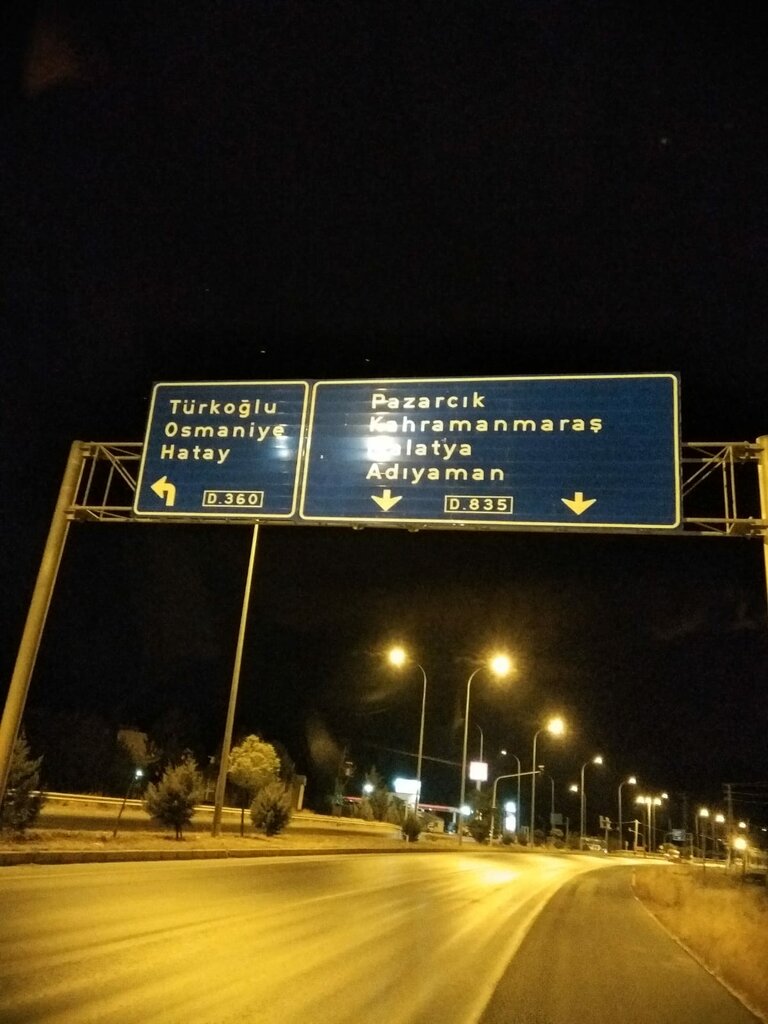 Türkoğlu
Osmaniye
Hatay
D.360
Pazarcık
Kahramanmaraş
Malatya
Adıyaman
D.835